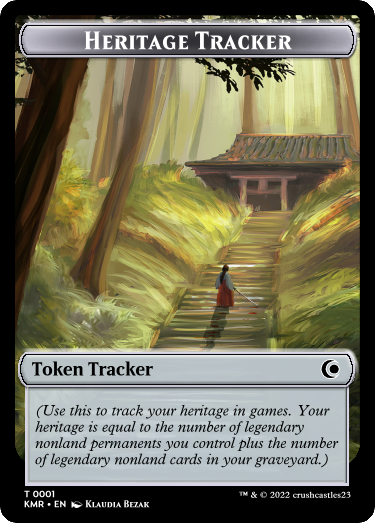 Heritage Tracker
Token Tracker
(Use this to track your heritage in games. Your
heritage is equal to the number of legendary
nonland permanents you control plus the number
of legendary nonland cards in your graveyard.)
T 0001
KMR • EN Klaudia Bezak
™ & © 2022 crushcastles23